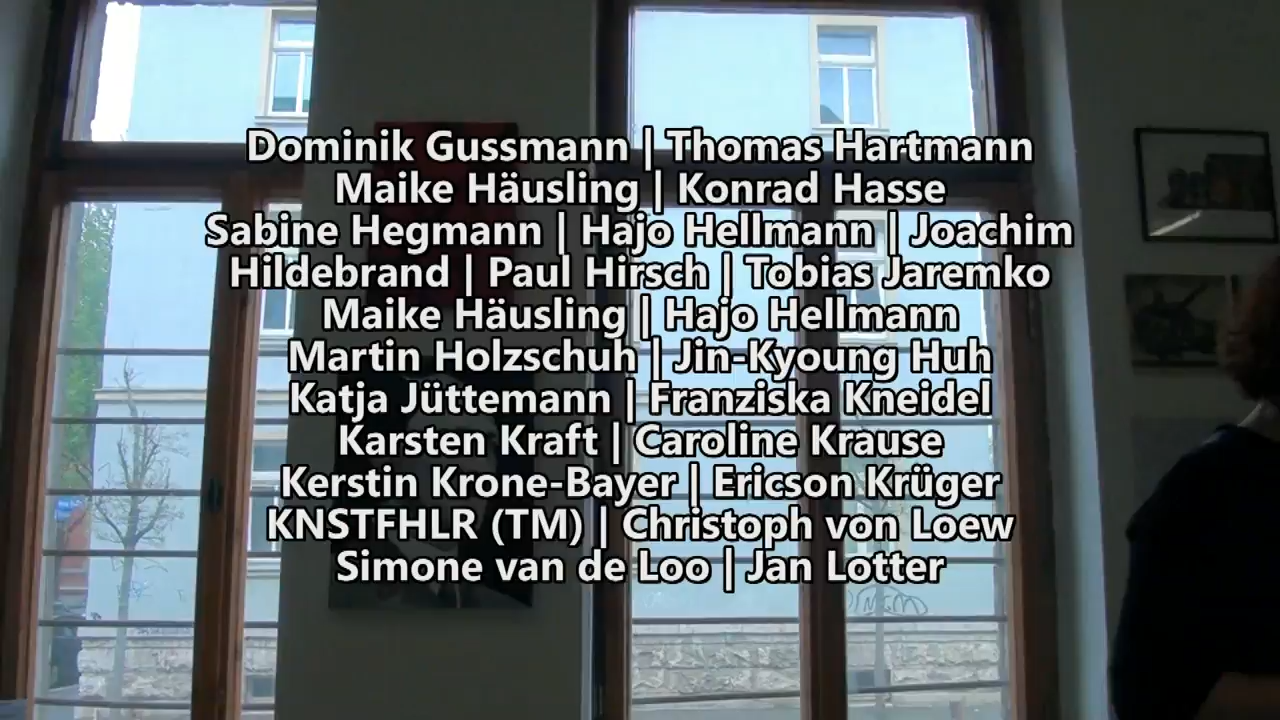 Dominik Gussmann | Thomas Hartmann
Maike Häusling | Konrad Hasse
Sabine Hegmann | Hajo Hellmann | Joachim
Hildebrand | Paul Hirsch | Tobias Jaremko
Maike Häusling | Hajo Hellmann
Martin Holzschuh | Jin-Kyoung Huh
Katja Jüttemann | Franziska Kneidel
Karsten Kraft | Caroline Krause
Kerstin Krone-Bayer | Ericson Krüger
KNSTFHLR (TM) | Christoph von Loew
Simone van de Loo | Jan Lotter